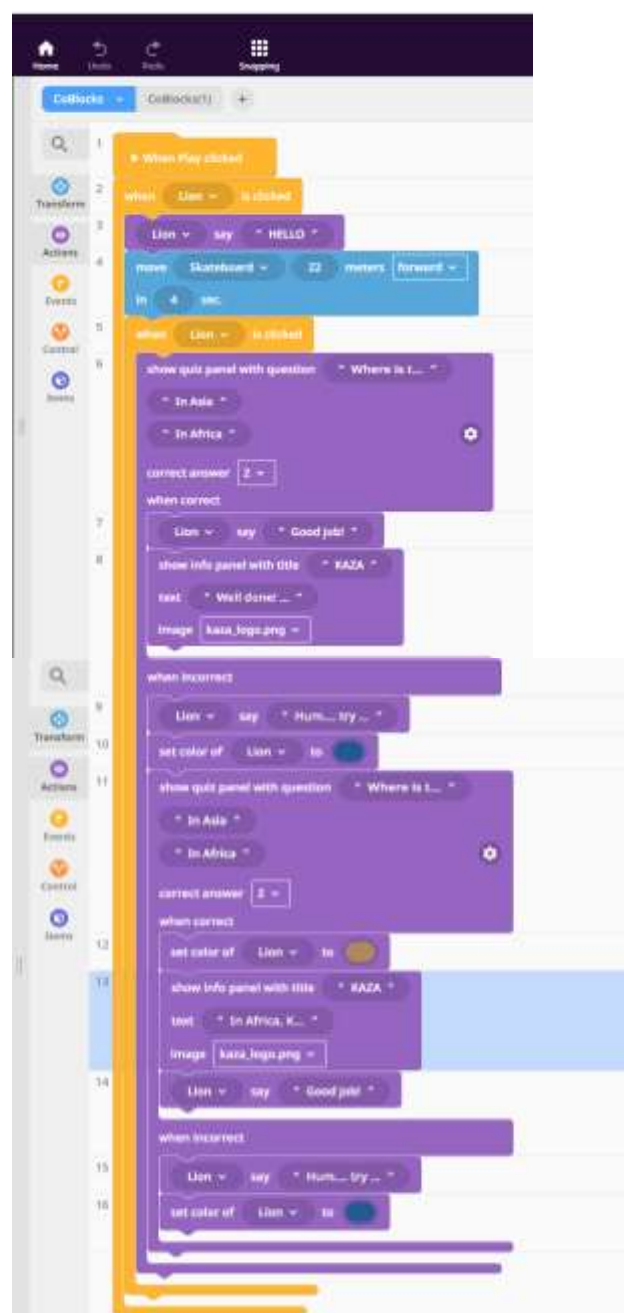 Home Undo Redo Snapping
CoBlocks CoBlocks(1) +
1 When Play clicked
2 when Lion is clicked
Transform
3 Lion say " HELLO "
Actions
4 move Skateboard 22 meters forward
in 4 sec.
Events
5 when Lion is clicked
Control
6 show quiz panel with question " Where is t... "
Items
" In Asia "
" In Africa "
correct answer 2
when correct
7 Lion say " Good job! "
8 show info panel with title " KAZA "
text " Well done! ... "
image kaza_logo.png
when incorrect
9 Lion say " Hum.... try ... "
Transform
10 set color of Lion to
Actions
11 show quiz panel with question " Where is t... "
" In Asia "
Events
" In Africa "
Control
correct answer 2
Items
when correct
12 set color of Lion to
13 show info panel with title " KAZA "
text " In Africa, K... "
image kaza_logo.png
14 Lion say " Good job! "
when incorrect
15 Lion say " Hum.... try ... "
16 set color of Lion to